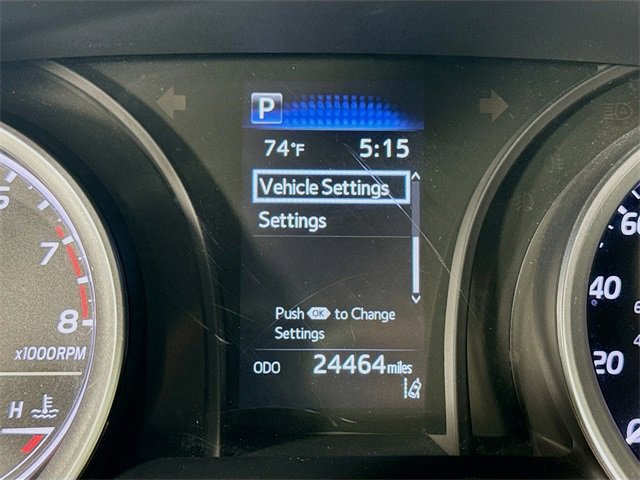 P
74°F 5:15
Vehicle Settings
Settings
Push OK to Change
Settings
ODO 24464 miles
7
8
x1000RPM
H
60
40
20
0